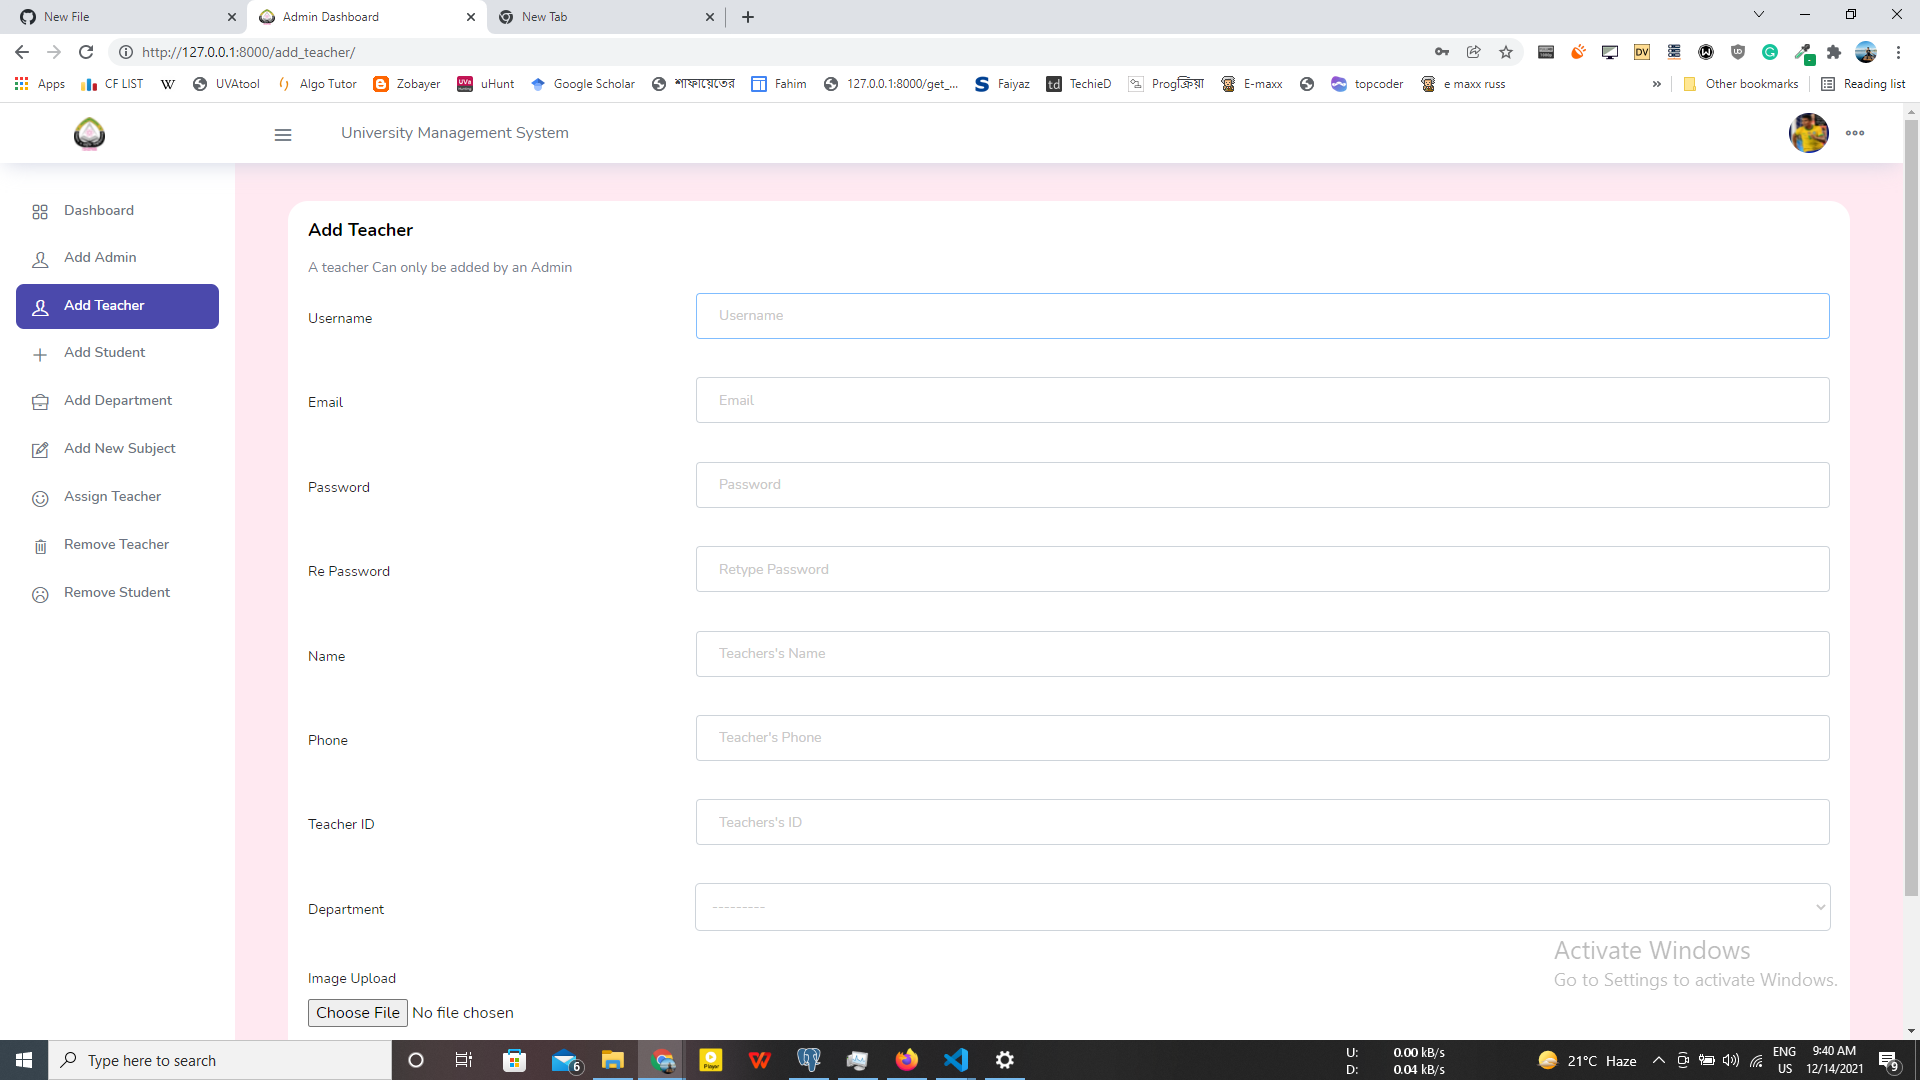 New File
Admin Dashboard
New Tab
http://127.0.0.1:8000/add_teacher/
Apps
CF LIST
W
UVAtool
Algo Tutor
Zobayer
uHunt
Google Scholar
শাফায়েতের
Fahim
127.0.0.1:8000/get_...
Faiyaz
td
TechieD
Progক্রিয়া
E-maxx
topcoder
e maxx russ
»
Other bookmarks
Reading list
University Management System
Dashboard
Add Admin
Add Teacher
Add Student
Add Department
Add New Subject
Assign Teacher
Remove Teacher
Remove Student
Add Teacher
A teacher Can only be added by an Admin
Username
Username
Email
Email
Password
Password
Re Password
Retype Password
Name
Teachers's Name
Phone
Teacher's Phone
Teacher ID
Teachers's ID
Department
---------
Image Upload
Choose File No file chosen
Activate Windows
Go to Settings to activate Windows.
Type here to search
6
U: 0.00 kB/s
D: 0.04 kB/s
21°C Haze
ENG
US
9:40 AM
12/14/2021
9